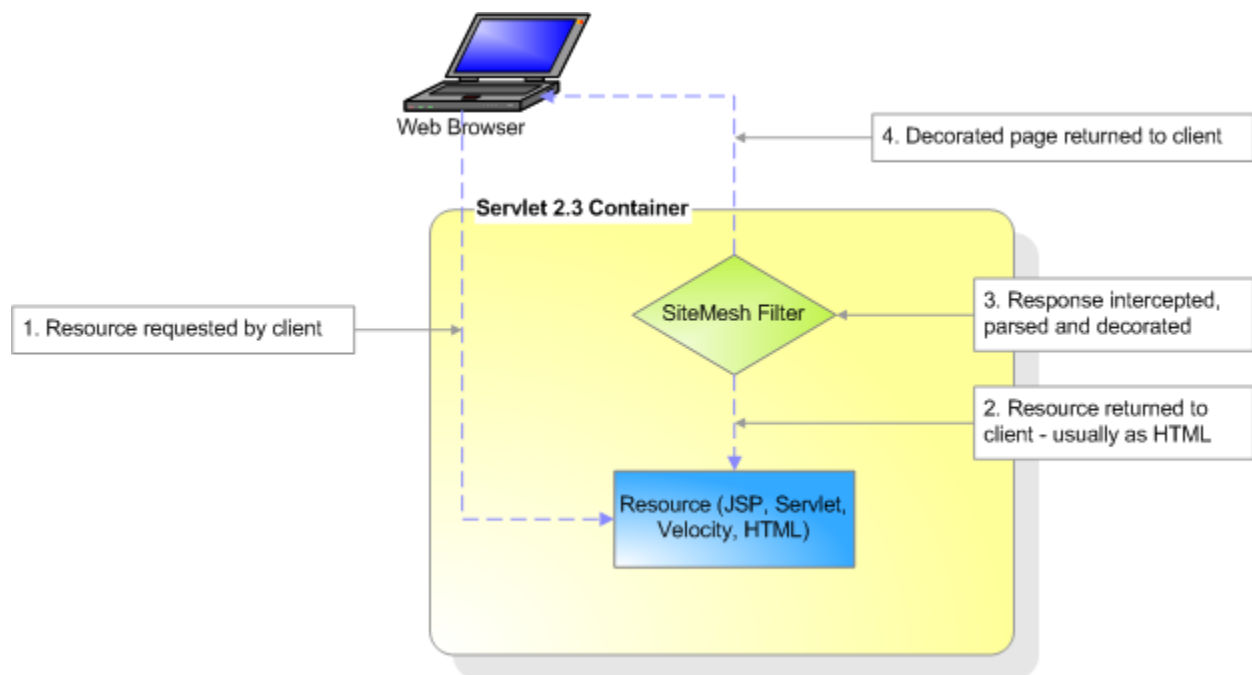 Web Browser
4. Decorated page returned to client
Servlet 2.3 Container
SiteMesh Filter
3. Response intercepted,
parsed and decorated
1. Resource requested by client
2. Resource returned to
client - usually as HTML
Resource (JSP, Servlet,
Velocity, HTML)